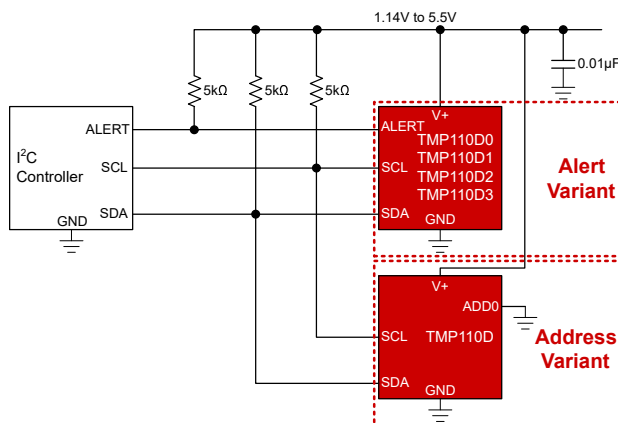 1.14V to 5.5V
0.01µF
5kΩ
5kΩ
5kΩ
I²C
Controller
ALERT
SCL
SDA
GND
V+
ALERT
SCL
SDA
GND
TMP110D0
TMP110D1
TMP110D2
TMP110D3
Alert
Variant
V+
ADD0
SCL
TMP110D
SDA
GND
Address
Variant